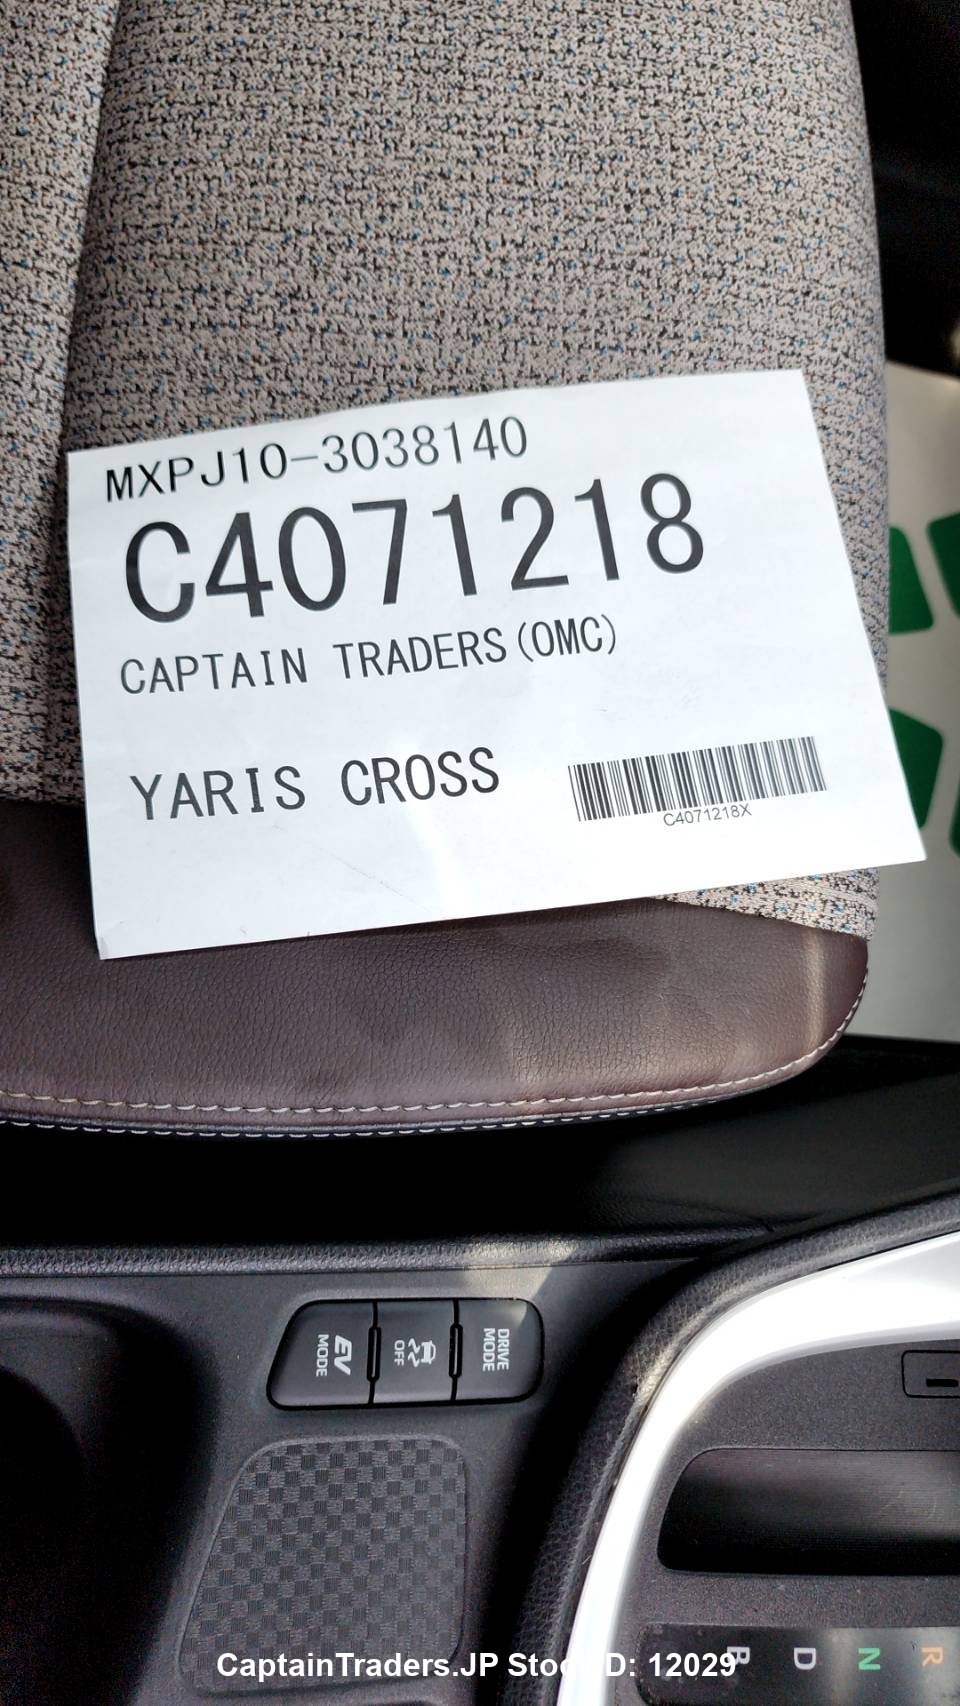 MXPJ10-3038140
C4071218
CAPTAIN TRADERS(OMC)
YARIS CROSS
C4071218X
EV MODE
OFF
DRIVE MODE
B D N R
CaptainTraders.JP Stock ID: 12029